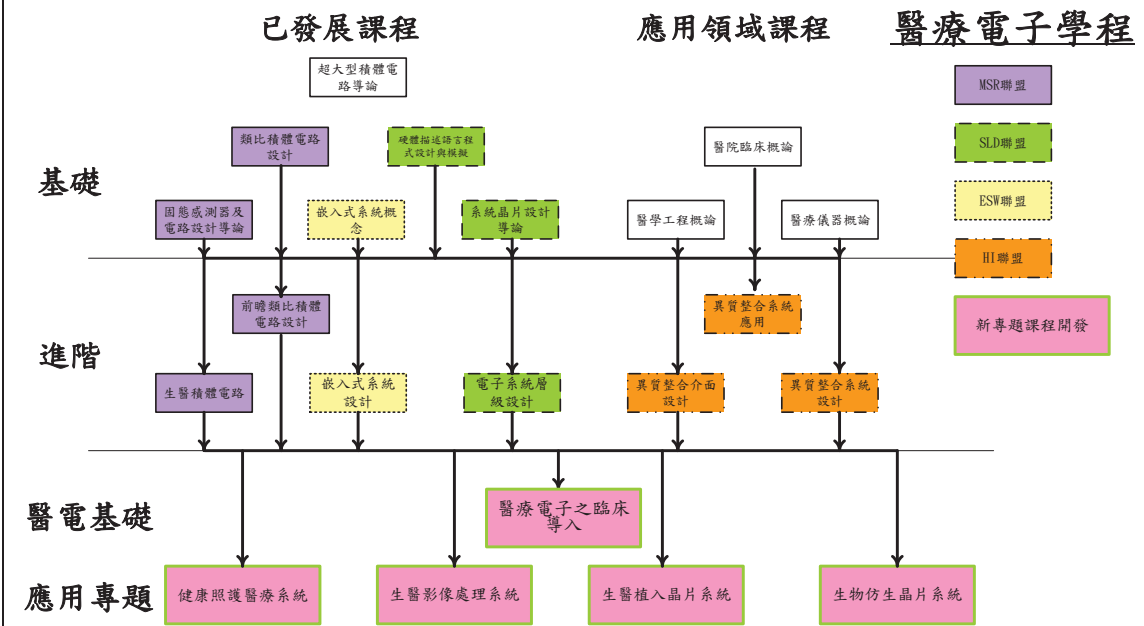 已發展課程
應用領域課程
醫療電子學程
超大型積體電
路導論
MSR聯盟
類比積體電路
設計
硬體描述語言程
式設計與模擬
醫院臨床概論
SLD聯盟
基礎
固態感測器及
電路設計導論
嵌入式系統概
念
系統晶片設計
導論
醫學工程概論
醫療儀器概論
ESW聯盟
HI聯盟
前瞻類比積體
電路設計
異質整合系統
應用
新專題課程開發
進階
生醫積體電路
嵌入式系統
設計
電子系統層
級設計
異質整合介面
設計
異質整合系統
設計
醫電基礎
醫療電子之臨床
導入
應用專題
健康照護醫療系統
生醫影像處理系統
生醫植入晶片系統
生物仿生晶片系統